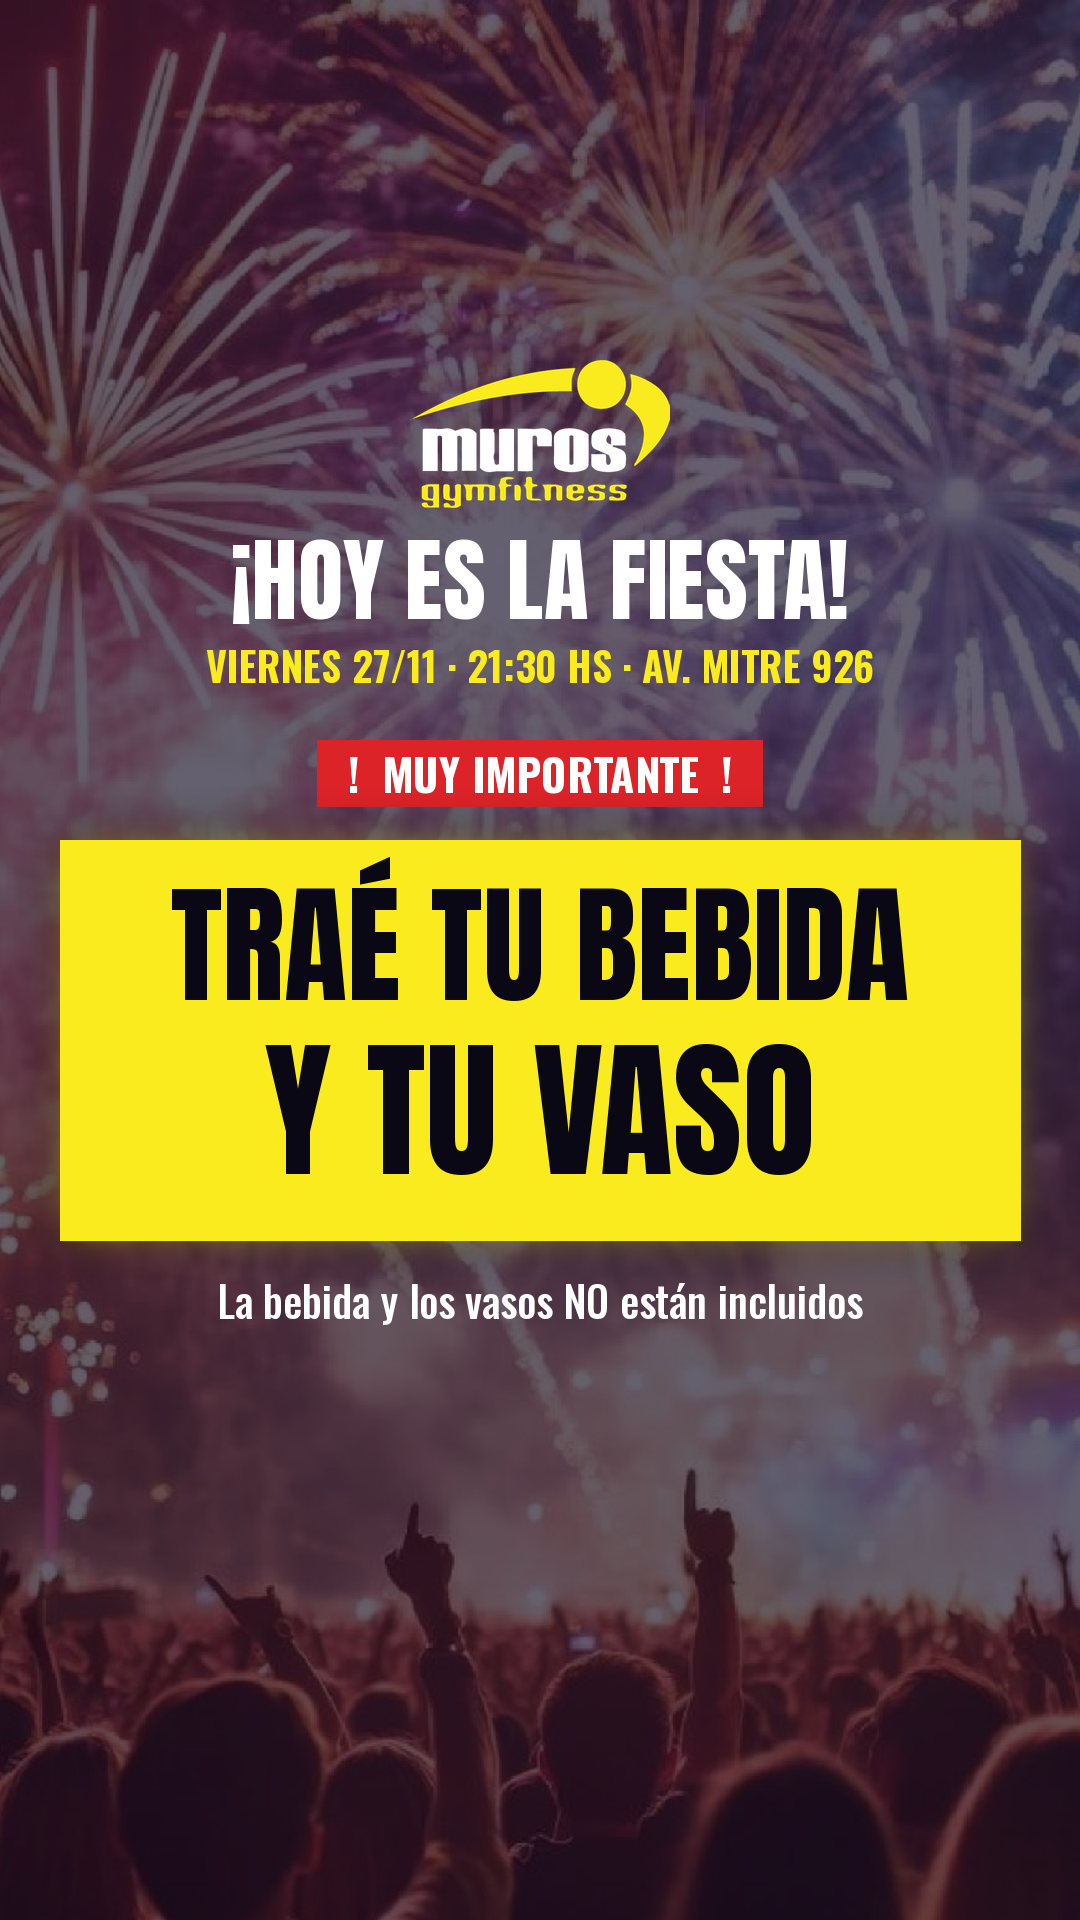 muros
gymfitness
¡HOY ES LA FIESTA!
VIERNES 27/11 · 21:30 HS · AV. MITRE 926
! MUY IMPORTANTE !
TRAÉ TU BEBIDA
Y TU VASO
La bebida y los vasos NO están incluidos